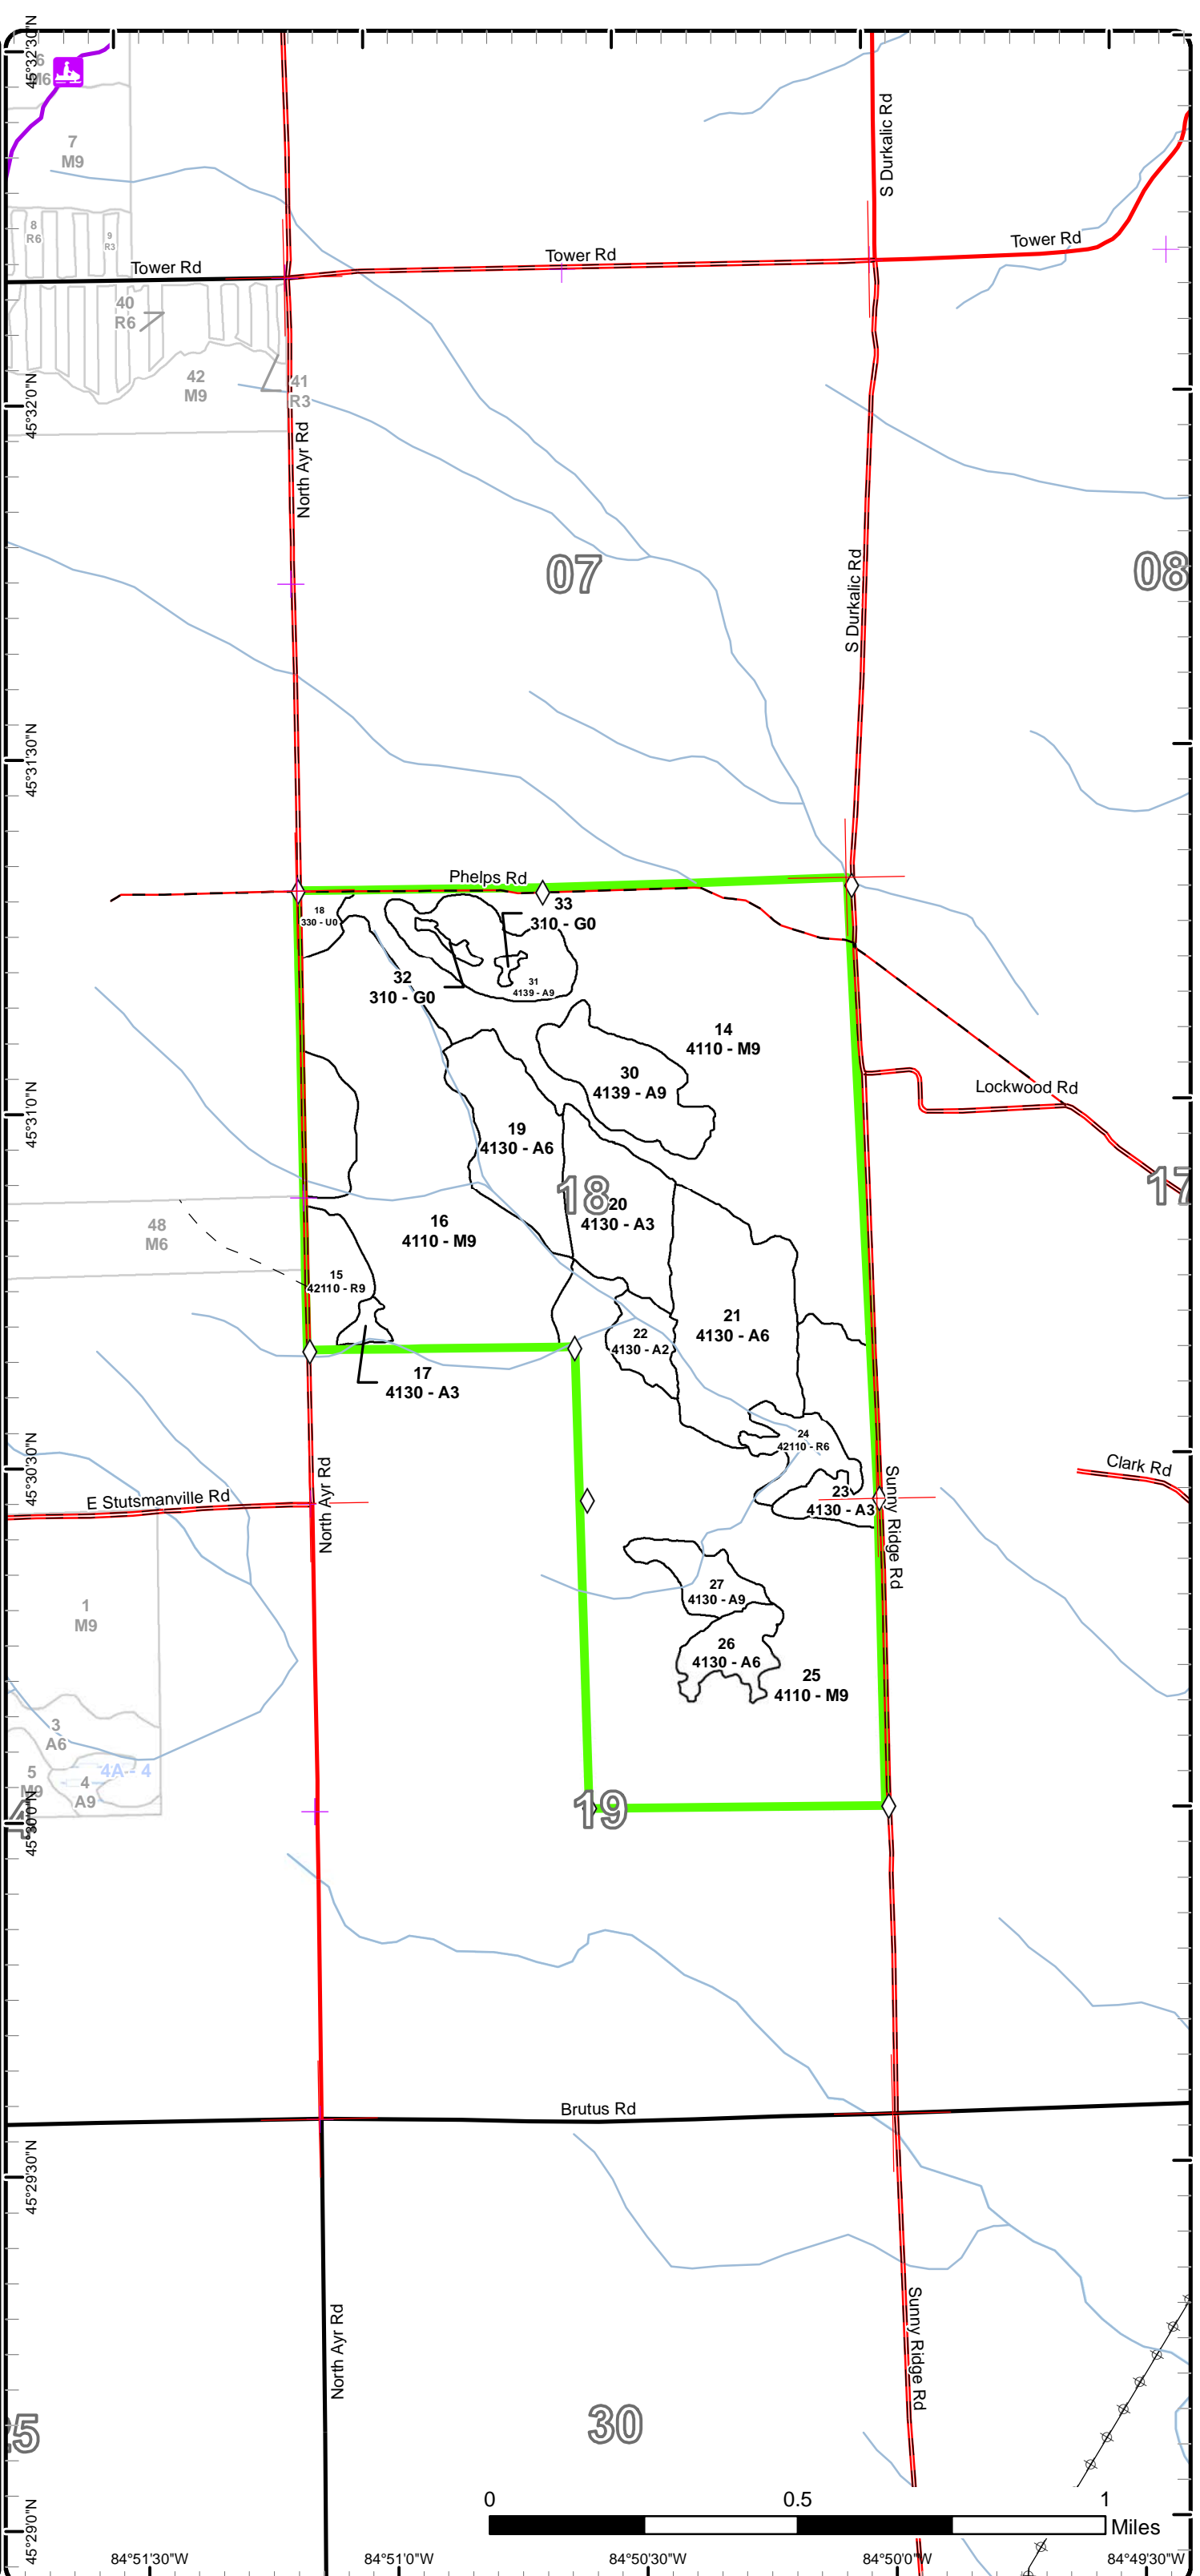 45°32'30"N
6
M6
7
M9
S Durkalic Rd
8
R6
9
R3
Tower Rd
Tower Rd
Tower Rd
40
R6
42
M9
41
R3
45°32'0"N
North Ayr Rd
07
08
S Durkalic Rd
45°31'30"N
Phelps Rd
18
330 - U0
33
310 - G0
32
310 - G0
31
4139 - A9
14
4110 - M9
30
4139 - A9
Lockwood Rd
45°31'0"N
19
4130 - A6
18
17
20
4130 - A3
16
4110 - M9
48
M6
15
42110 - R9
21
4130 - A6
22
4130 - A2
17
4130 - A3
24
42110 - R6
45°30'30"N
Clark Rd
E Stutsmanville Rd
North Ayr Rd
23
4130 - A3
Sunny Ridge Rd
27
4130 - A9
1
M9
26
4130 - A6
25
4110 - M9
3
A6
5
M9
4
A9
4A-- 4
19
45°30'0"N
Brutus Rd
45°29'30"N
North Ayr Rd
Sunny Ridge Rd
30
45°29'0"N
0
0.5
1
Miles
84°51'30"W
84°51'0"W
84°50'30"W
84°50'0"W
84°49'30"W